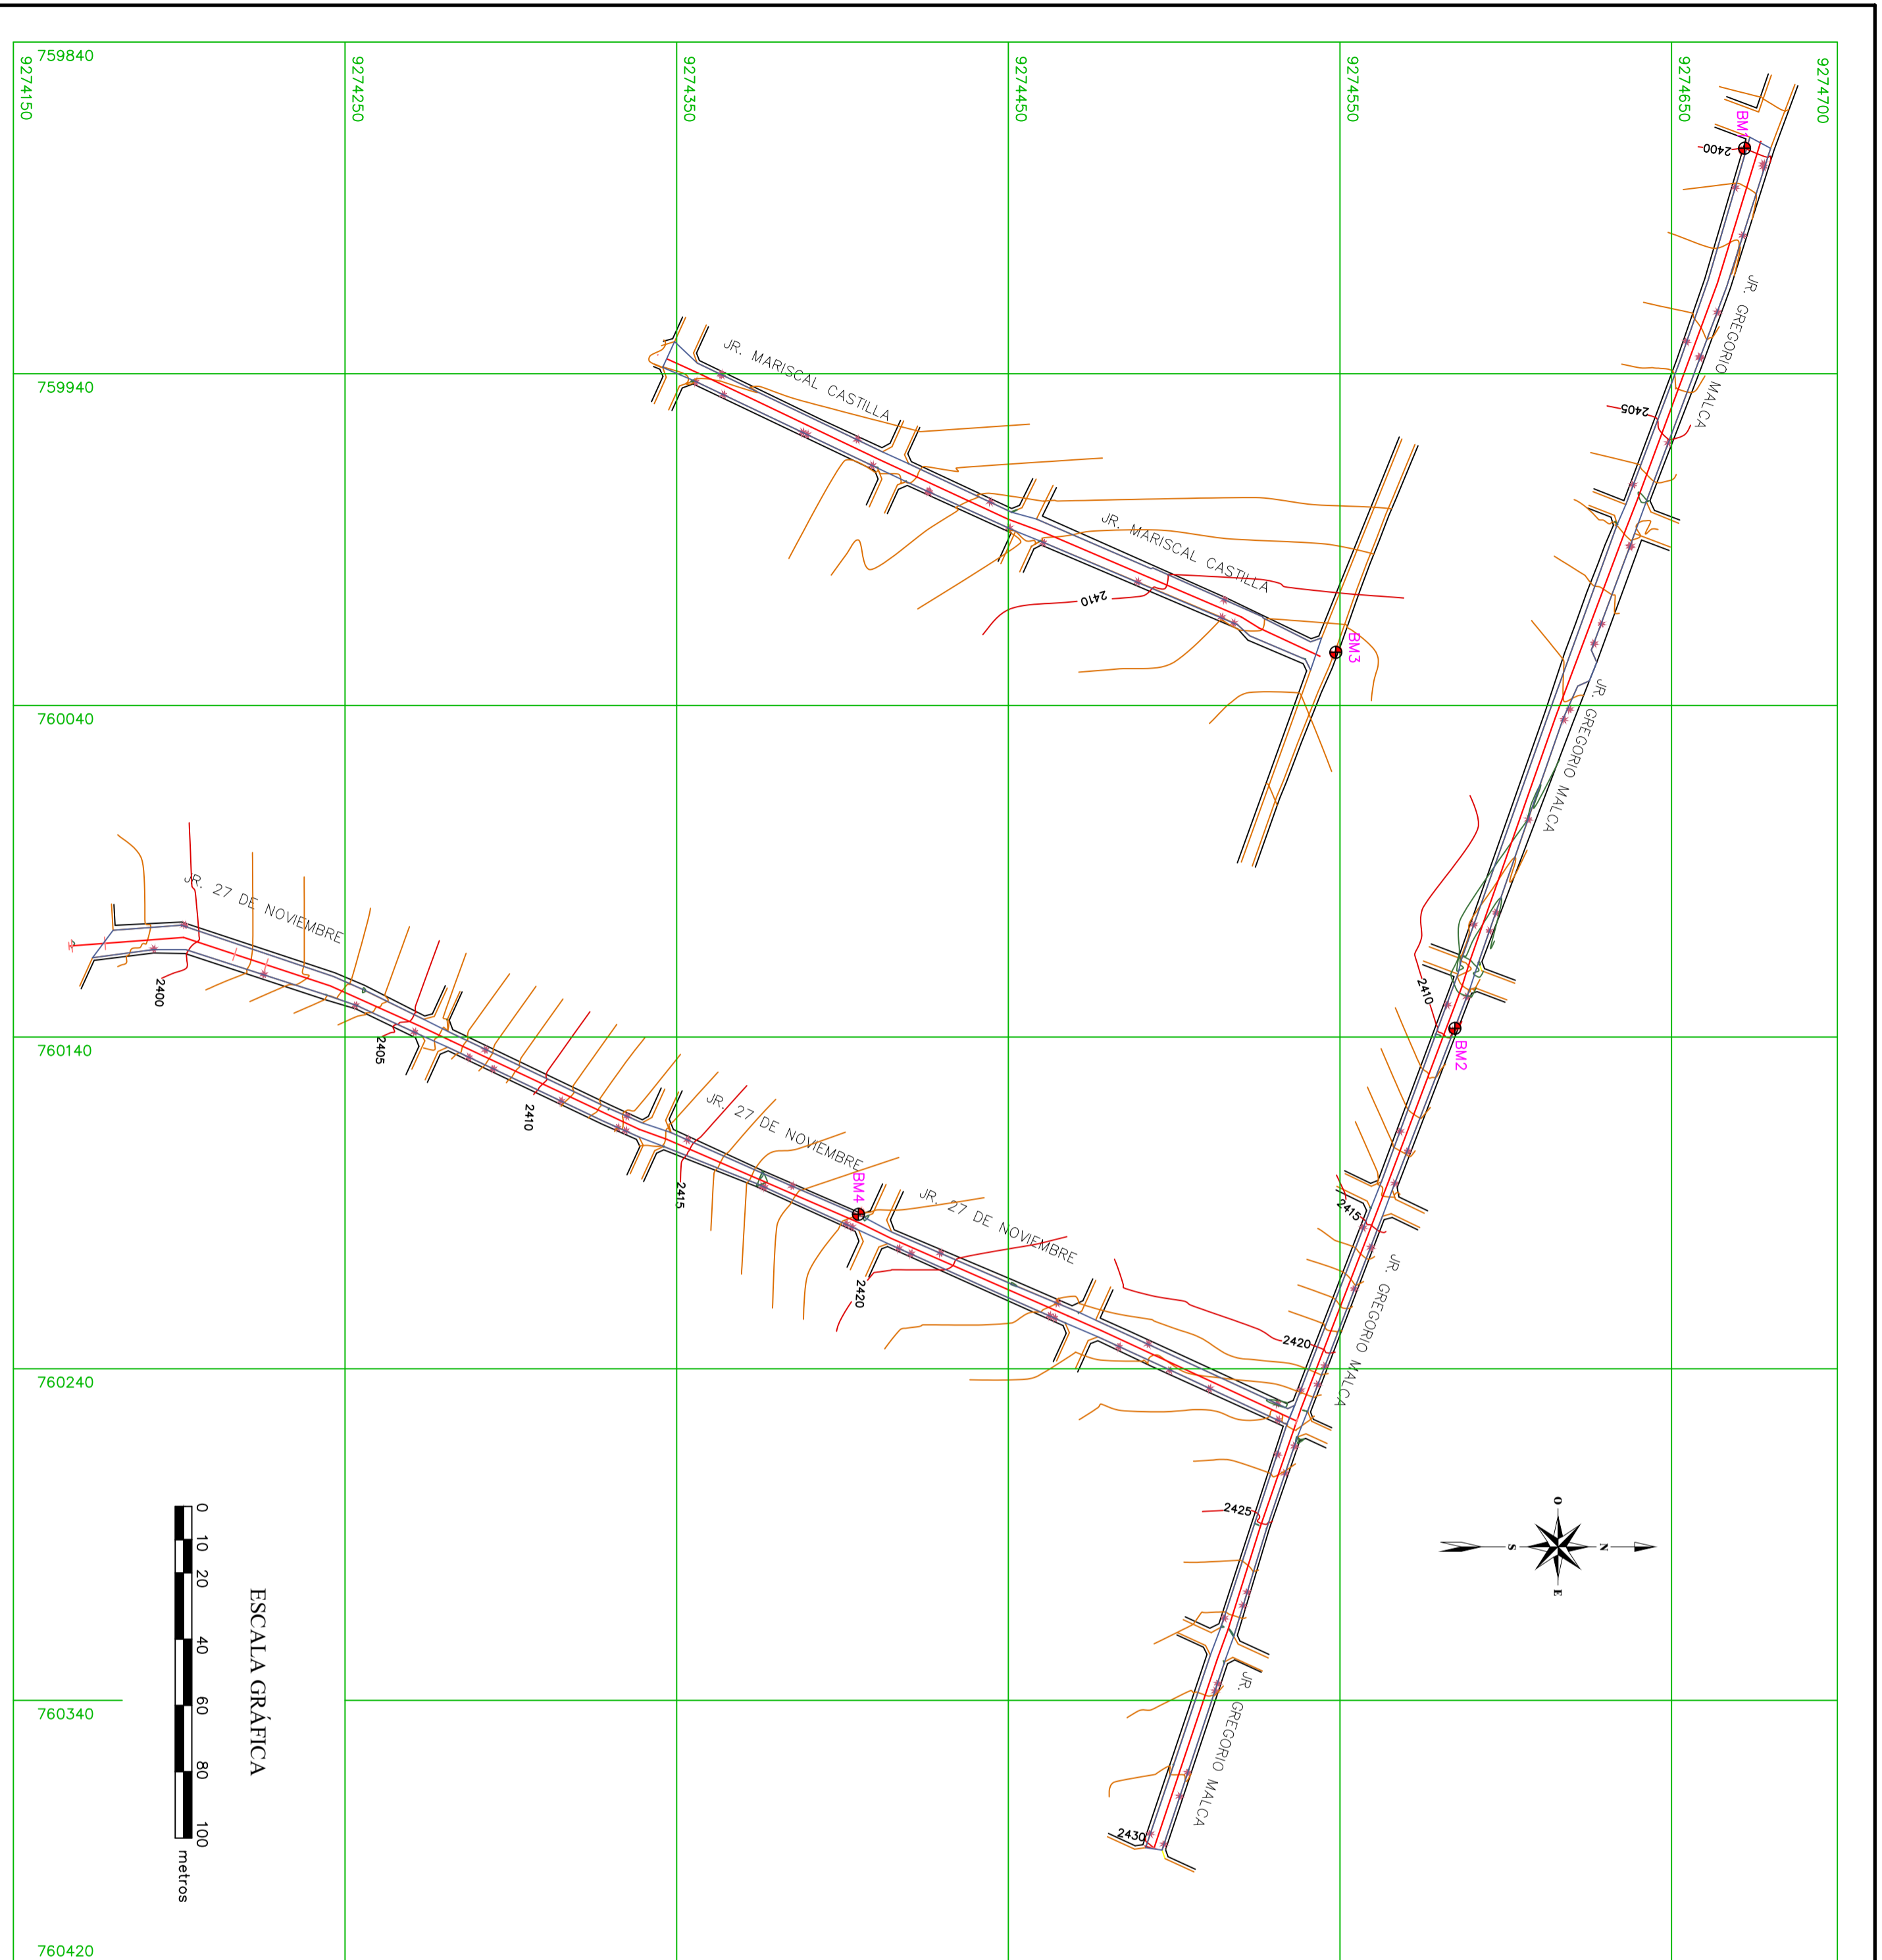 759840
9274150
9274250
9274350
9274450
9274550
9274650
9274700
BM1
2400
JR. GREGORIO MALCA
JR. MARISCAL CASTILLA
759940
2405
JR. MARISCAL CASTILLA
2410
BM3
760040
JR. GREGORIO MALCA
JR. 27 DE NOVIEMBRE
2400
2410
760140
2405
BM2
2410
JR. 27 DE NOVIEMBRE
2415
BM4
JR. 27 DE NOVIEMBRE
2415
2420
JR. GREGORIO MALCA
2420
760240
2425
O
S
N
E
0
10
20
40
60
80
100
metros
ESCALA GRÁFICA
760340
JR. GREGORIO MALCA
2430
760420